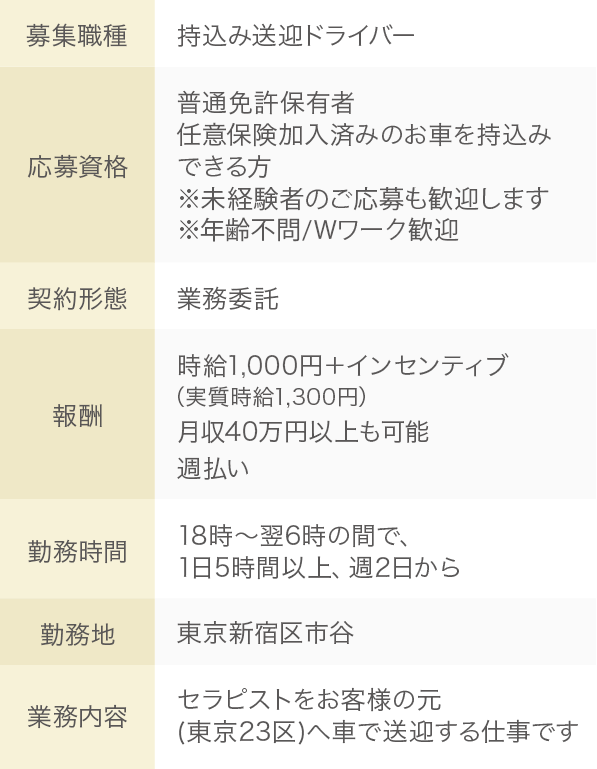 募集職種
持込み送迎ドライバー
応募資格
普通免許保有者
任意保険加入済みのお車を持込み
できる方
※未経験者のご応募も歓迎します
※年齢不問/Wワーク歓迎
契約形態
業務委託
報酬
時給1,000円＋インセンティブ
（実質時給1,300円）
月収40万円以上も可能
週払い
勤務時間
18時～翌6時の間で、
1日5時間以上、週2日から
勤務地
東京新宿区市谷
業務内容
セラピストをお客様の元
(東京23区)へ車で送迎する仕事です